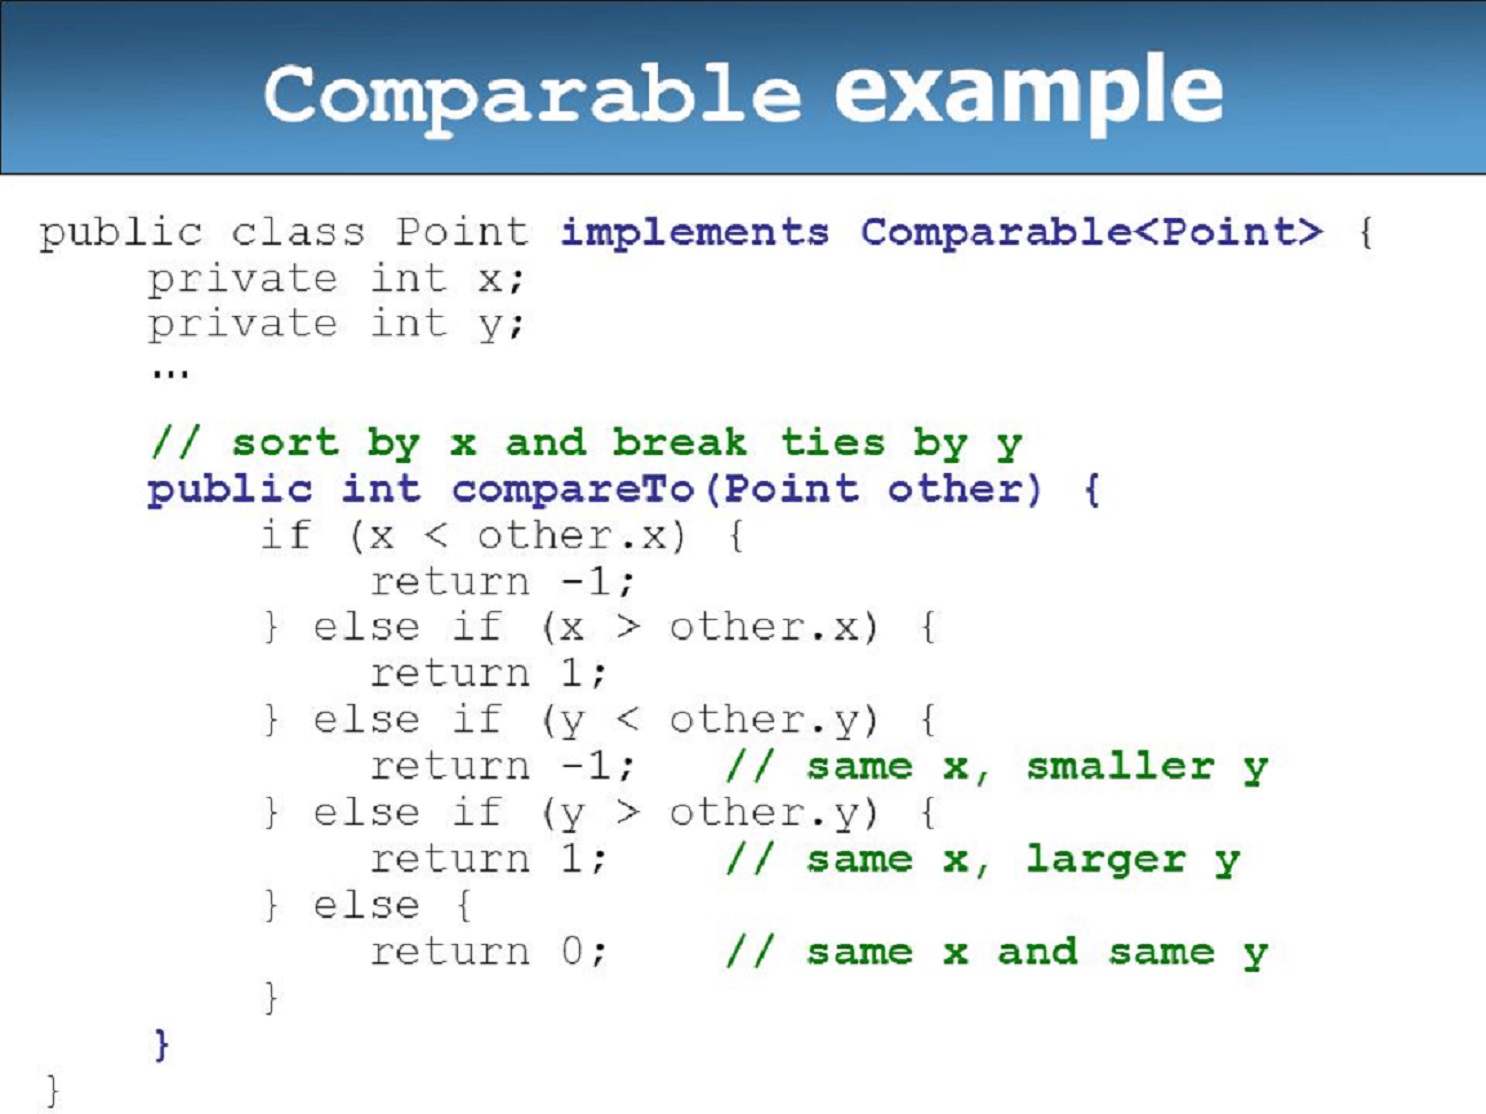 Comparable example
public class Point implements Comparable<Point> {
    private int x;
    private int y;
    ...
    // sort by x and break ties by y
    public int compareTo(Point other) {
        if (x < other.x) {
            return -1;
        } else if (x > other.x) {
            return 1;
        } else if (y < other.y) {
            return -1;   // same x, smaller y
        } else if (y > other.y) {
            return 1;    // same x, larger y
        } else {
            return 0;    // same x and same y
        }
    }
}